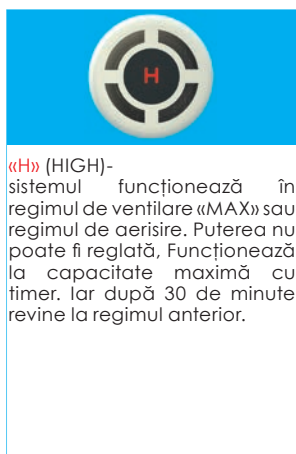 H
«H» (HIGH)-
sistemul funcționează în
regimul de ventilare «MAX» sau
regimul de aerisire. Puterea nu
poate fi reglată, Funcționează
la capacitate maximă cu
timer. Iar după 30 de minute
revine la regimul anterior.